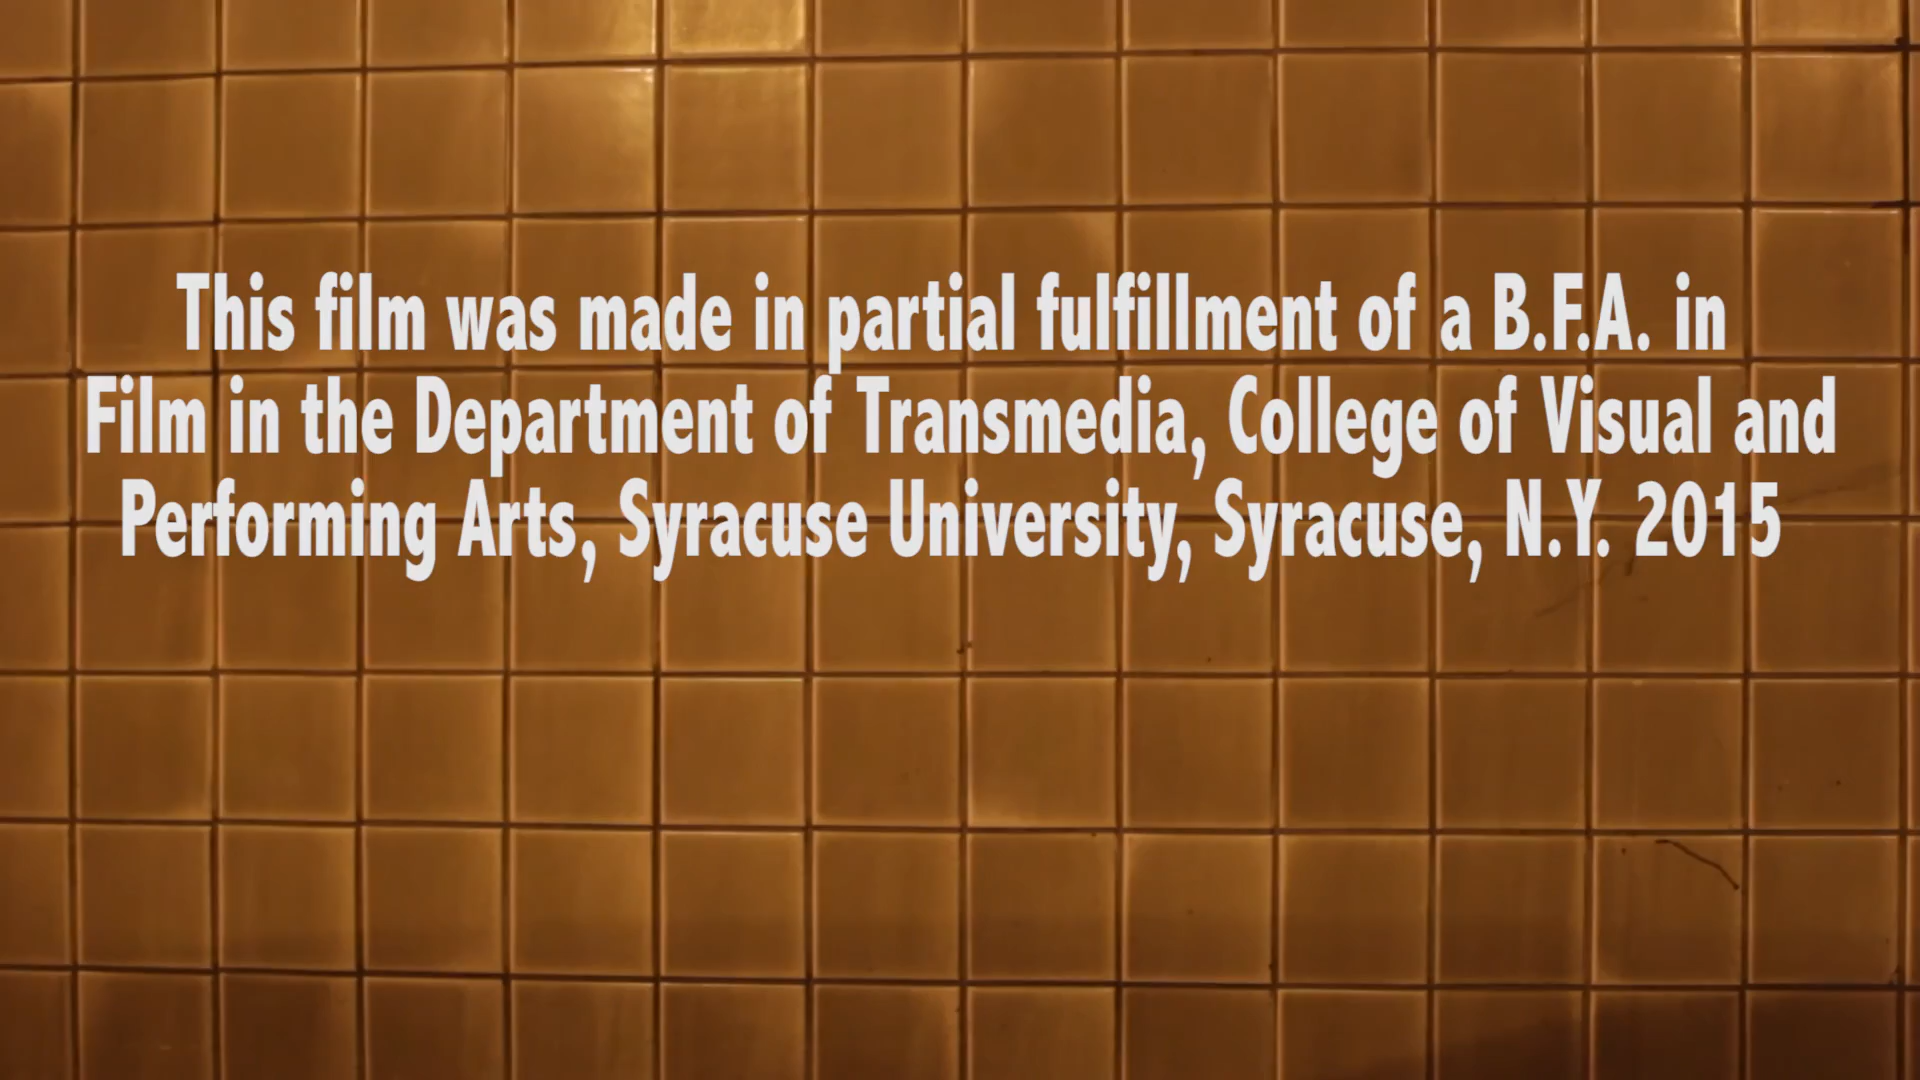 This film was made in partial fulfillment of a B.F.A. in
Film in the Department of Transmedia, College of Visual and
Performing Arts, Syracuse University, Syracuse, N.Y. 2015